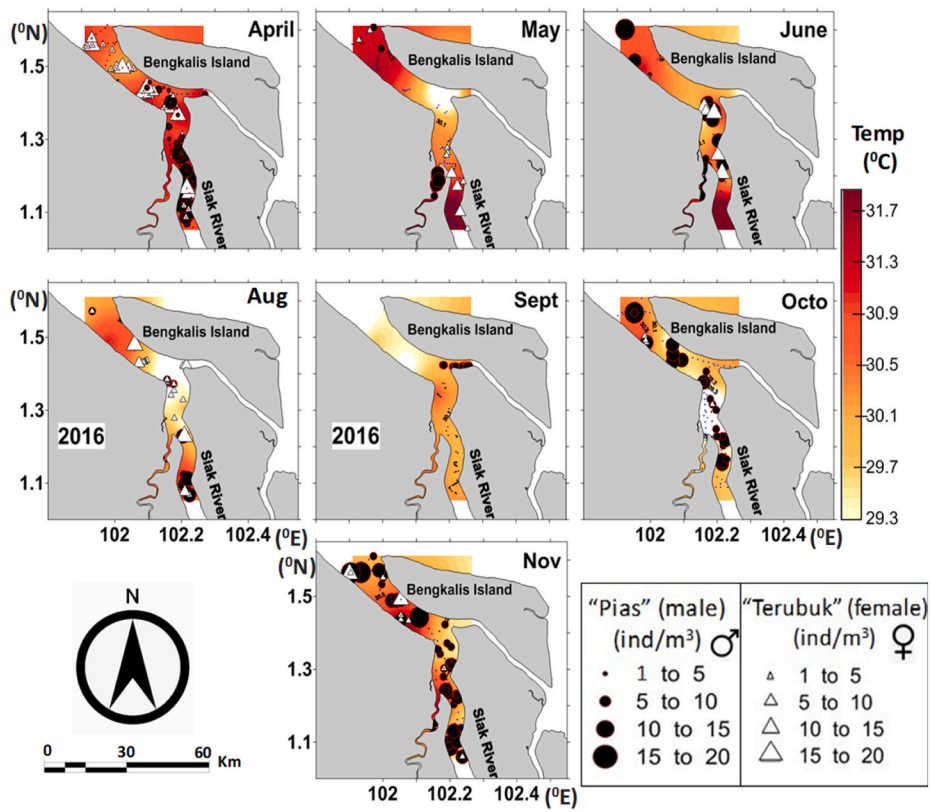 (⁰N)
April
May
June
Bengkalis Island
Bengkalis Island
Bengkalis Island
1.5
1.3
1.1
30.1
Siak River
Siak River
Siak River
Temp
(⁰C)
31.7
31.3
30.9
30.5
30.1
29.7
29.3
(⁰N)
Aug
Sept
Octo
Bengkalis Island
Bengkalis Island
Bengkalis Island
1.5
1.3
1.1
30.1
2016
2016
Siak River
Siak River
Siak River
102
102.2
102.4
(⁰E)
102
102.2
(⁰E)
(⁰N)
Nov
Bengkalis Island
1.5
1.3
1.1
Siak River
102
102.2
(⁰E)
N
0
30
60
Km
"Pias" (male)
(ind/m³) ♂
1 to 5
5 to 10
10 to 15
15 to 20
"Terubuk" (female)
(ind/m³) ♀
1 to 5
5 to 10
10 to 15
15 to 20